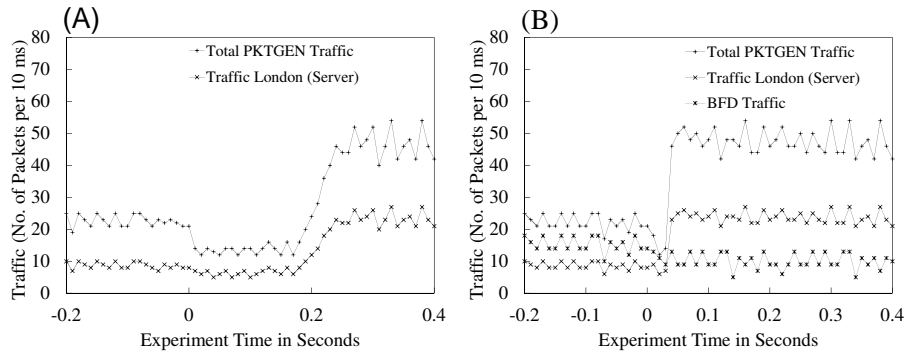 (A)
Traffic (No. of Packets per 10 ms)
80
70
60
50
40
30
20
10
0
-0.2
0
0.2
0.4
Experiment Time in Seconds
Total PKTGEN Traffic
Traffic London (Server)
(B)
Traffic (No. of Packets per 10 ms)
80
70
60
50
40
30
20
10
0
-0.2
-0.1
0
0.1
0.2
0.3
0.4
Experiment Time in Seconds
Total PKTGEN Traffic
Traffic London (Server)
BFD Traffic